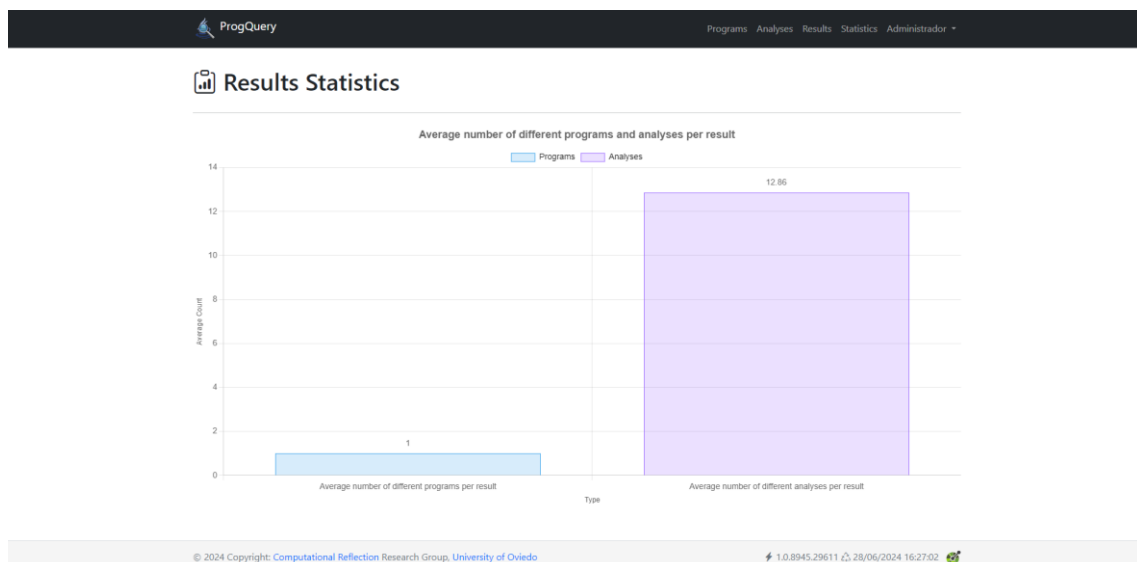 ProgQuery
Programs Analyses Results Statistics Administrador
Results Statistics
Average number of different programs and analyses per result
Programs Analyses
14
12.86
12
10
8
Average Count
6
4
2
1
0
Average number of different programs per result Average number of different analyses per result
Type
© 2024 Copyright: Computational Reflection Research Group, University of Oviedo 1.0.8945.29611 28/06/2024 16:27:02